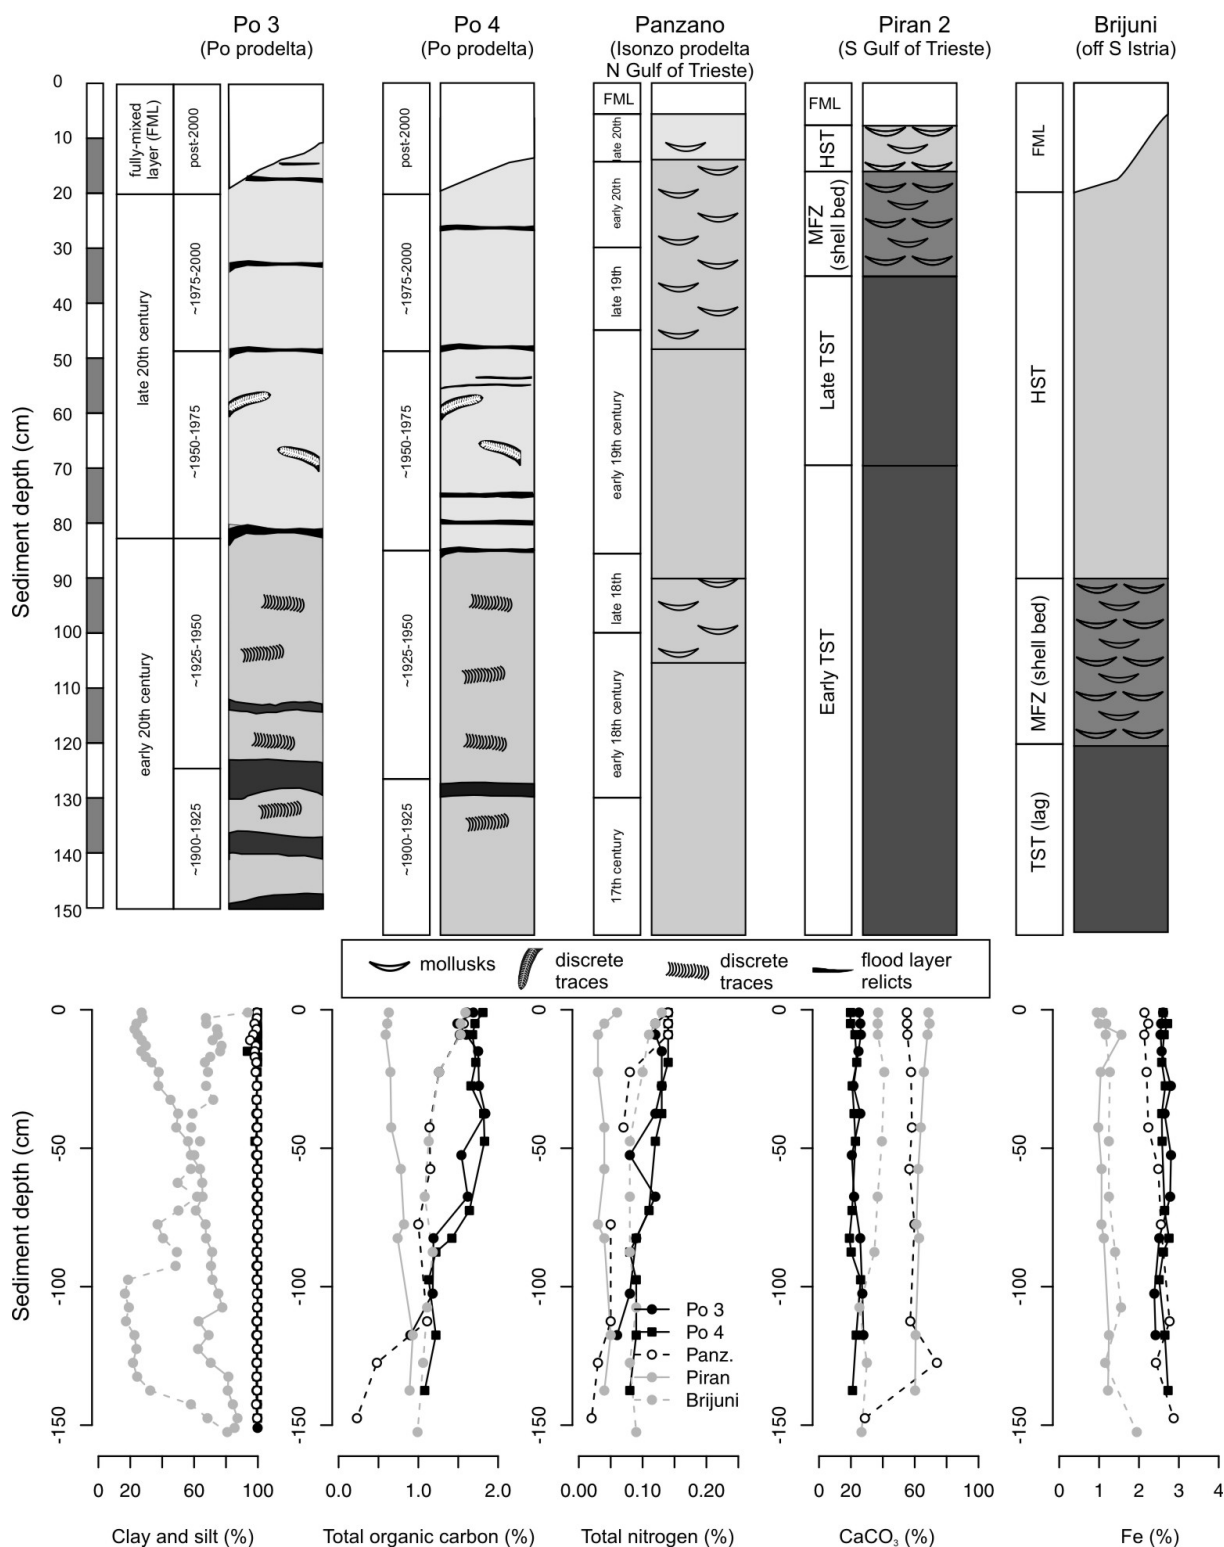 Po 3
(Po prodelta)
Po 4
(Po prodelta)
Panzano
(Isonzo prodelta
N Gulf of Trieste)
Piran 2
(S Gulf of Trieste)
Brijuni
(off S Istria)
Sediment depth (cm)
0
10
20
30
40
50
60
70
80
90
100
110
120
130
140
150
fully-mixed
layer (FML)
late 20th century
early 20th century
post-2000
~1975-2000
~1950-1975
~1925-1950
~1900-1925
post-2000
~1975-2000
~1950-1975
~1925-1950
~1900-1925
FML
late 20th
early 20th
late 19th
early 19th century
late 18th
early 18th century
17th century
FML
HST
MFZ
(shell bed)
Late TST
Early TST
FML
HST
MFZ (shell bed)
TST (lag)
mollusks
discrete
traces
discrete
traces
flood layer
relicts
Sediment depth (cm)
0
-50
-100
-150
0
-50
-100
-150
0
-50
-100
-150
0
-50
-100
-150
0
-50
-100
-150
Po 3
Po 4
Panz.
Piran
Brijuni
0 20 60 100
0.0 1.0 2.0
0.00 0.10 0.20
0 20 60 100
0 1 2 3 4
Clay and silt (%)
Total organic carbon (%)
Total nitrogen (%)
CaCO₃ (%)
Fe (%)